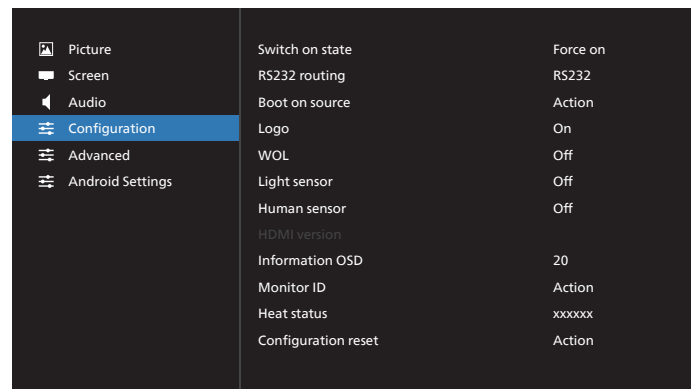 Picture
Screen
Audio
Configuration
Advanced
Android Settings
Switch on state Force on
RS232 routing RS232
Boot on source Action
Logo On
WOL Off
Light sensor Off
Human sensor Off
HDMI version
Information OSD 20
Monitor ID Action
Heat status xxxxxx
Configuration reset Action